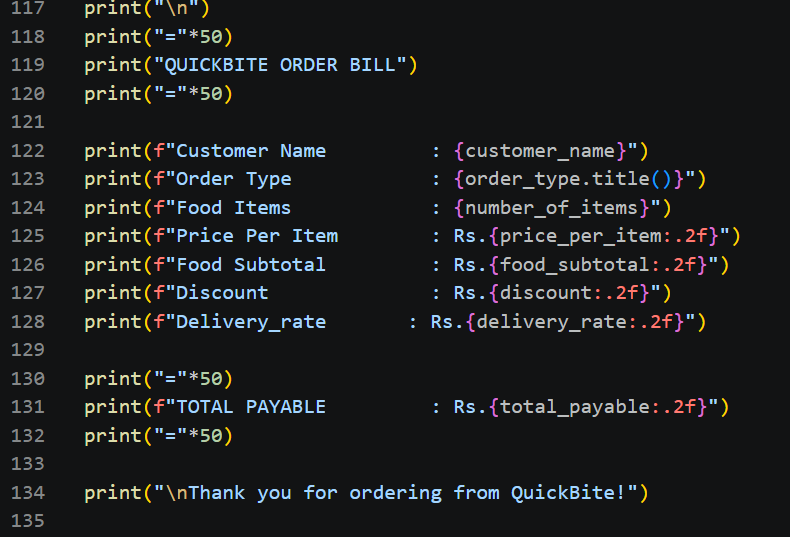 117 print("\n")
118 print("="*50)
119 print("QUICKBITE ORDER BILL")
120 print("="*50)
121
122 print(f"Customer Name         : {customer_name}")
123 print(f"Order Type            : {order_type.title()}")
124 print(f"Food Items            : {number_of_items}")
125 print(f"Price Per Item        : Rs.{price_per_item:.2f}")
126 print(f"Food Subtotal         : Rs.{food_subtotal:.2f}")
127 print(f"Discount              : Rs.{discount:.2f}")
128 print(f"Delivery_rate       : Rs.{delivery_rate:.2f}")
129
130 print("="*50)
131 print(f"TOTAL PAYABLE         : Rs.{total_payable:.2f}")
132 print("="*50)
133
134 print("\nThank you for ordering from QuickBite!")
135